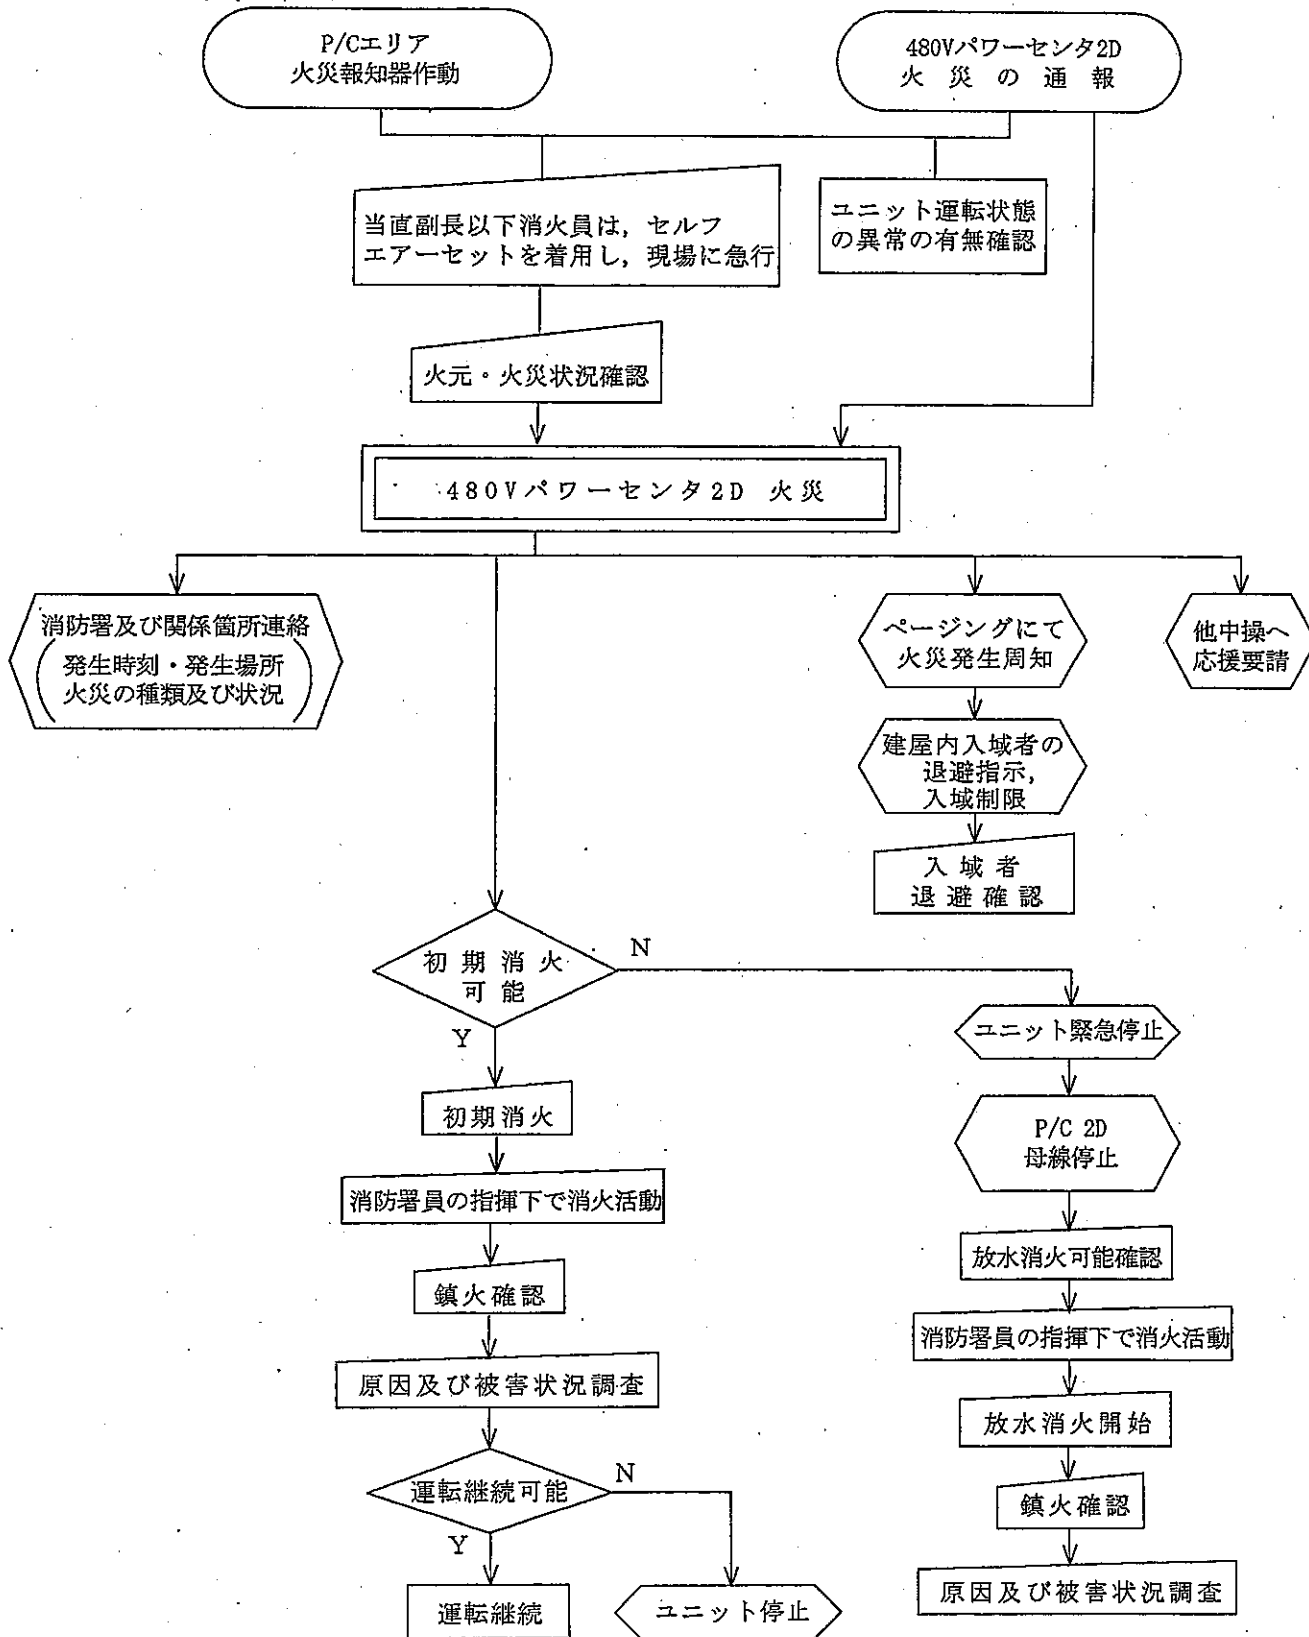 P/Cエリア
火災報知器作動
480Vパワーセンタ2D
火災の通報
当直副長以下消火員は，セルフ
エアーセットを着用し，現場に急行
ユニット運転状態
の異常の有無確認
火元・火災状況確認
480Vパワーセンタ2D 火災
消防署及び関係箇所連絡
発生時刻・発生場所
火災の種類及び状況
ページングにて
火災発生周知
他中操へ
応援要請
建屋内入域者の
退避指示，
入域制限
入域者
退避確認
初期消火
可能
N
Y
ユニット緊急停止
初期消火
P/C 2D
母線停止
消防署員の指揮下で消火活動
放水消火可能確認
鎮火確認
消防署員の指揮下で消火活動
原因及び被害状況調査
放水消火開始
運転継続可能
N
Y
鎮火確認
運転継続
ユニット停止
原因及び被害状況調査